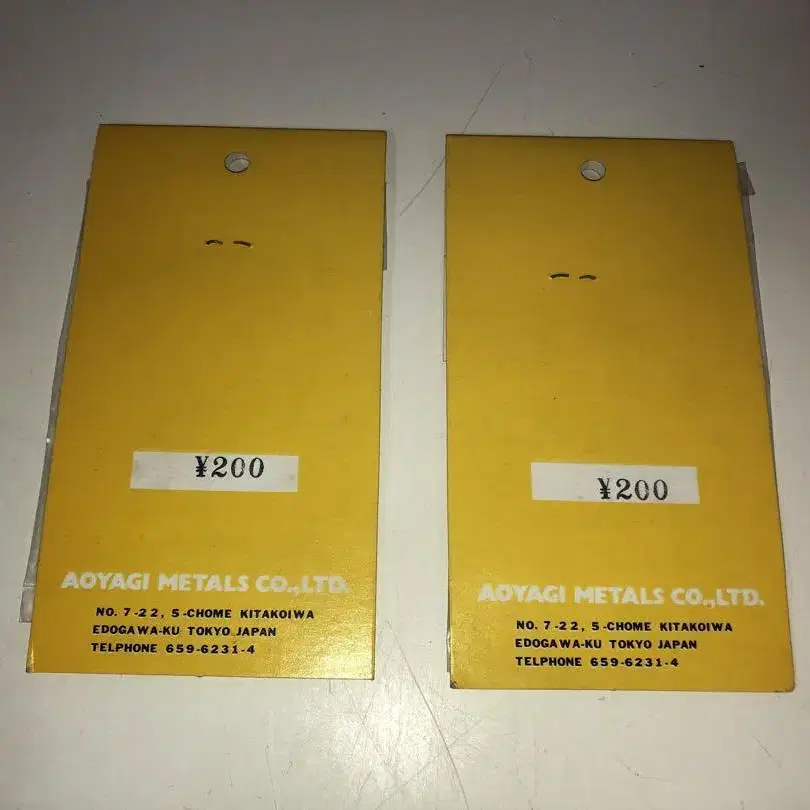 ¥200
AOYAGI METALS CO.,LTD.
NO. 7-22, 5-CHOME KITAKOIWA
EDOGAWA-KU TOKYO JAPAN
TELPHONE 659-6231-4
¥200
AOYAGI METALS CO.,LTD.
NO. 7-22, 5-CHOME KITAKOIWA
EDOGAWA-KU TOKYO JAPAN
TELPHONE 659-6231-4